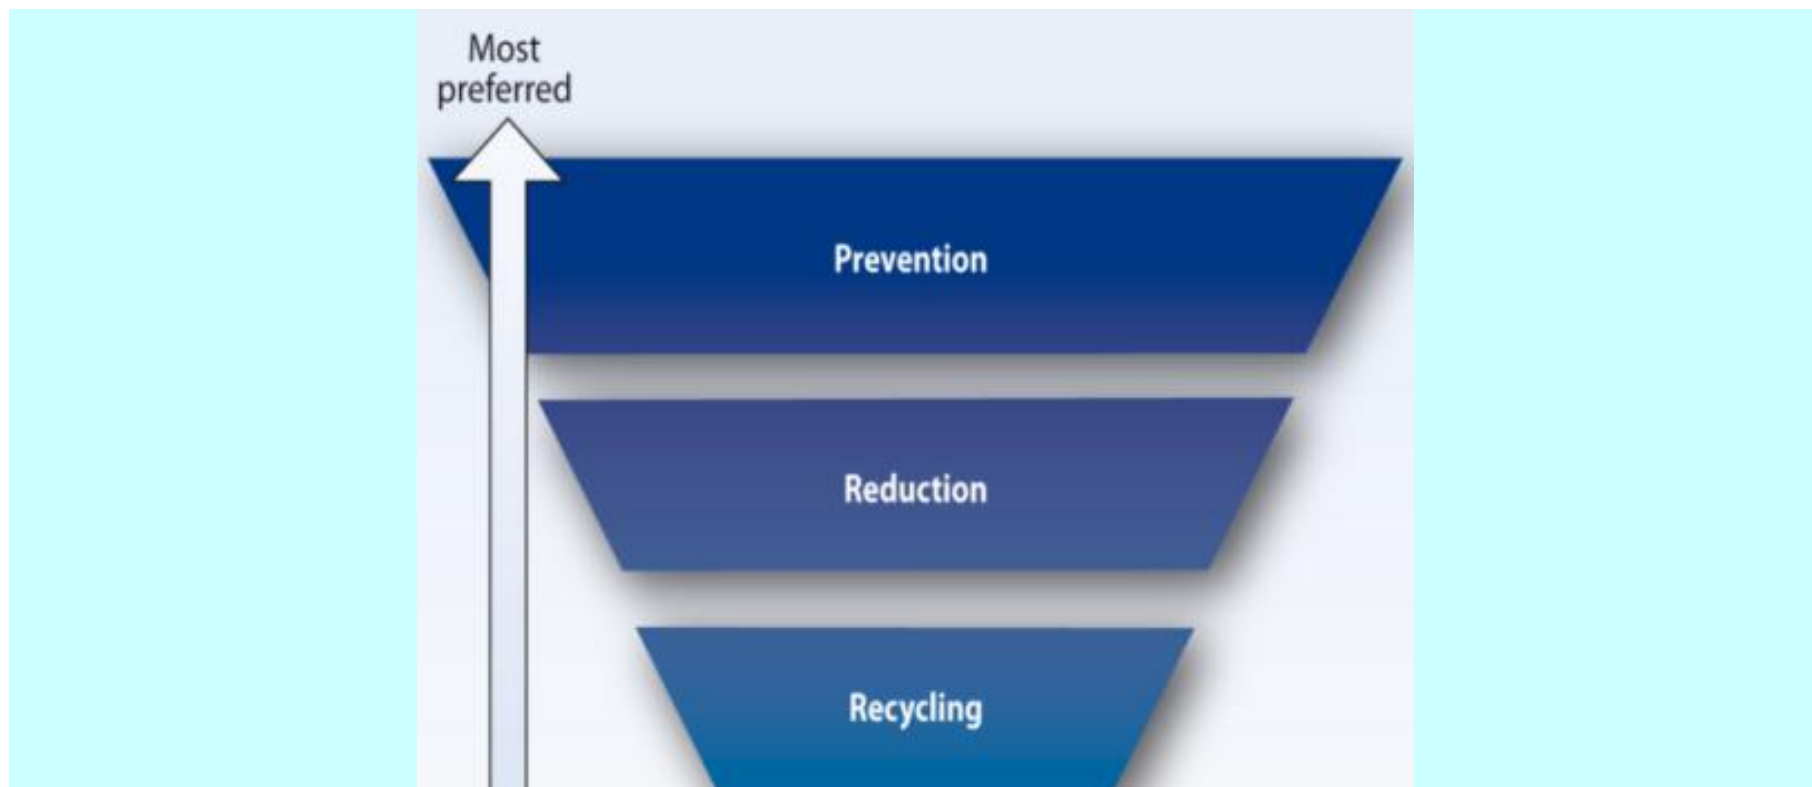 Most
preferred
Prevention
Reduction
Recycling